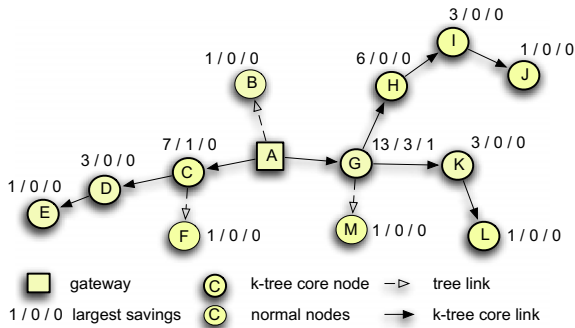 3 / 0 / 0
I
1 / 0 / 0
J
6 / 0 / 0
H
1 / 0 / 0
B
7 / 1 / 0
A
13 / 3 / 1
3 / 0 / 0
3 / 0 / 0
C
G
K
1 / 0 / 0
D
E
F
1 / 0 / 0
M
1 / 0 / 0
L
1 / 0 / 0
gateway
C
k-tree core node
tree link
1 / 0 / 0
largest savings
C
normal nodes
k-tree core link